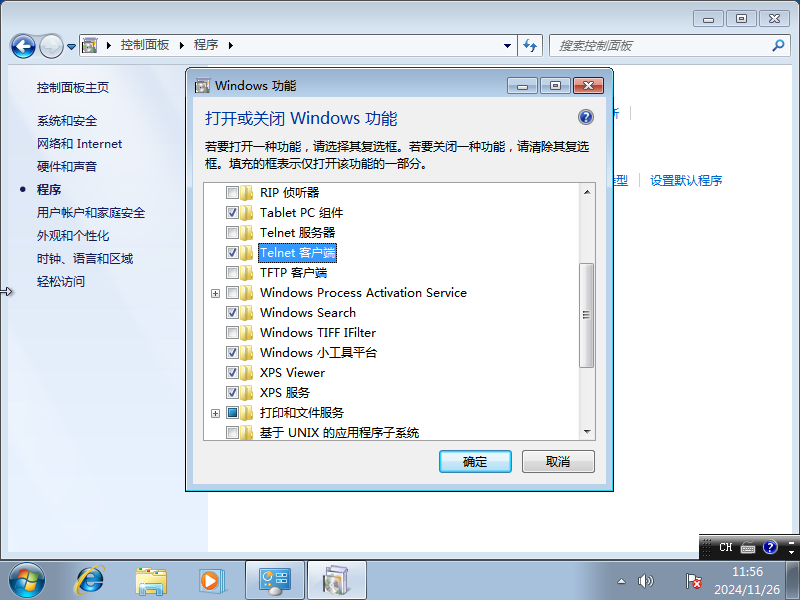 控制面板 程序
搜索控制面板
控制面板主页
系统和安全
网络和 Internet
硬件和声音
程序
用户帐户和家庭安全
外观和个性化
时钟、语言和区域
轻松访问
Windows 功能
打开或关闭 Windows 功能
若要打开一种功能，请选择其复选框。若要关闭一种功能，请清除其复选
框。填充的框表示仅打开该功能的一部分。
RIP 侦听器
Tablet PC 组件
Telnet 服务器
Telnet 客户端
TFTP 客户端
Windows Process Activation Service
Windows Search
Windows TIFF IFilter
Windows 小工具平台
XPS Viewer
XPS 服务
打印和文件服务
基于 UNIX 的应用程序子系统
确定 取消
型 设置默认程序
CH
11:56
2024/11/26